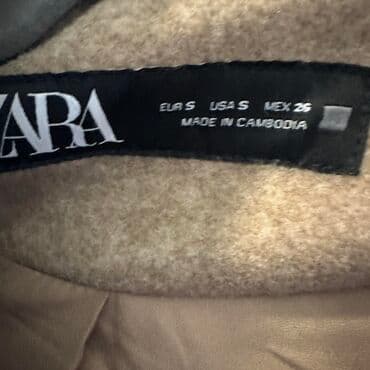 ZARA
EUR S USA S MEX 26
MADE IN CAMBODIA